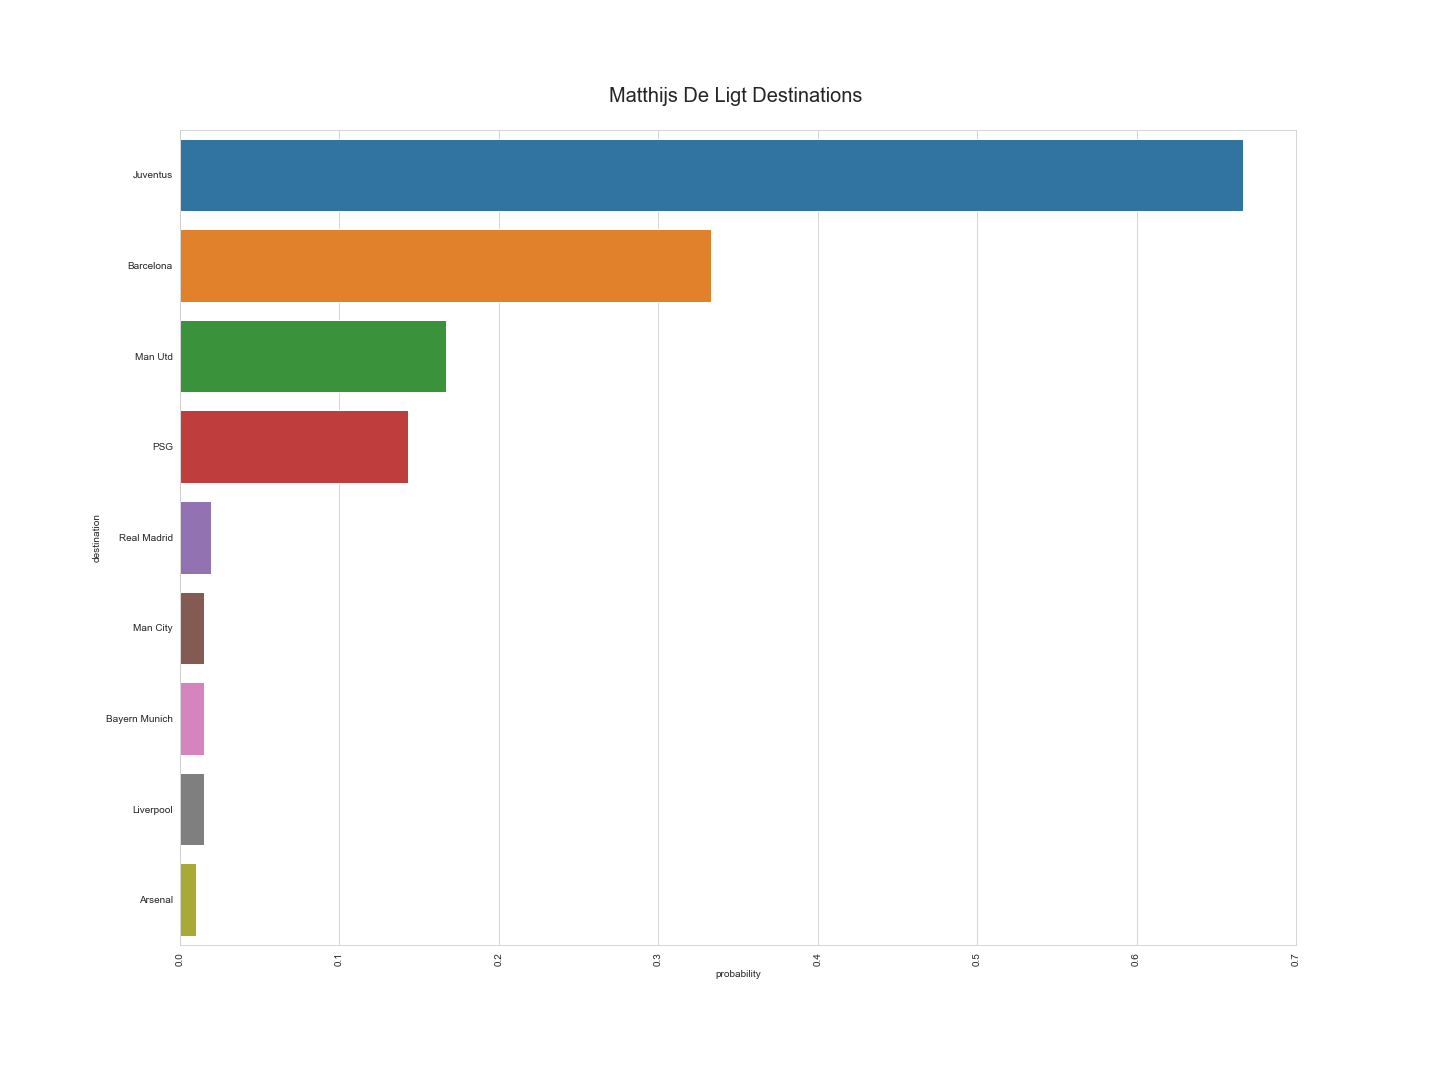 Matthijs De Ligt Destinations
Juventus
Barcelona
Man Utd
PSG
Real Madrid
Man City
Bayern Munich
Liverpool
Arsenal
destination
0.0
0.1
0.2
0.3
0.4
0.5
0.6
0.7
probability